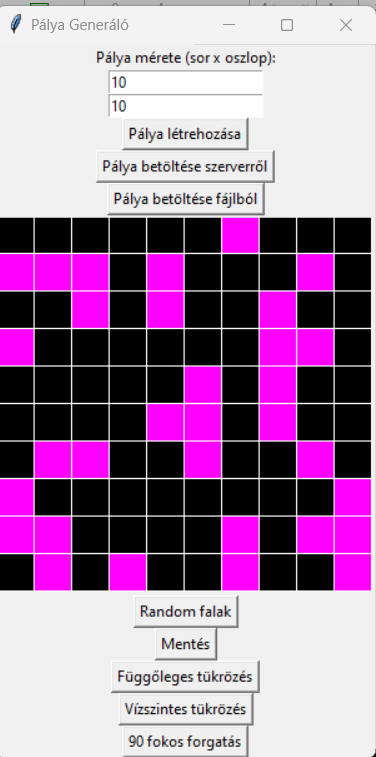 Pálya Generáló
Pálya mérete (sor x oszlop):
10
10
Pálya létrehozása
Pálya betöltése szerverről
Pálya betöltése fájlból
Random falak
Mentés
Függőleges tükrözés
Vízszintes tükrözés
90 fokos forgatás